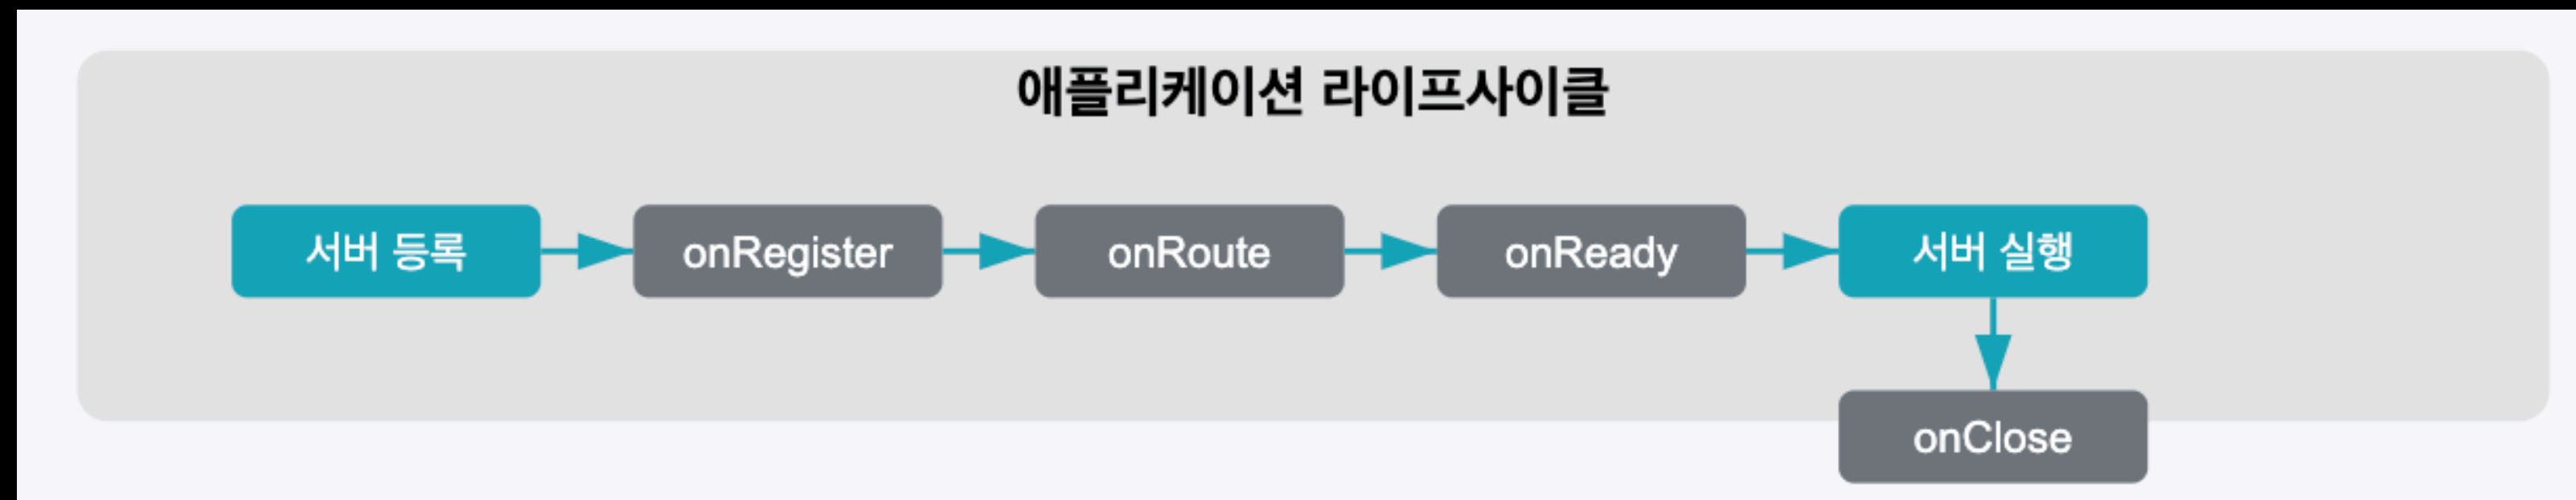 애플리케이션 라이프사이클
서버 등록
onRegister
onRoute
onReady
서버 실행
onClose